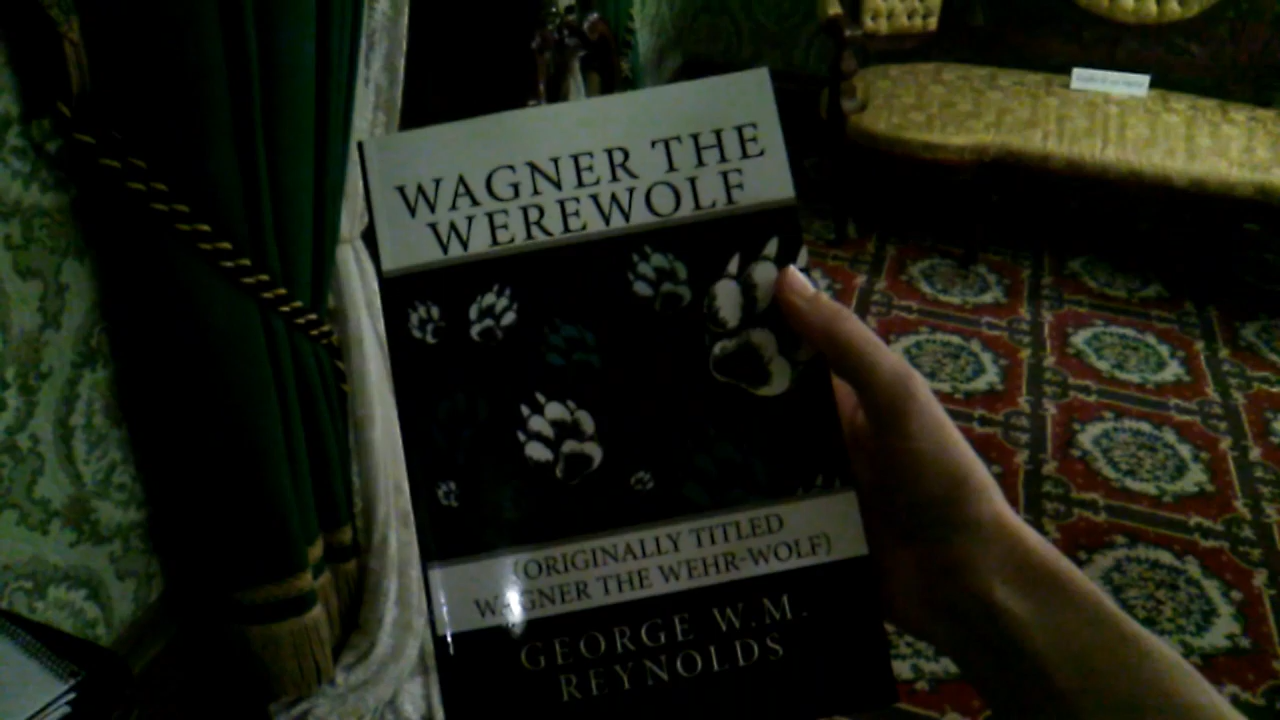 WAGNER THE
WEREWOLF
(ORIGINALLY TITLED
WAGNER THE WEHR-WOLF)
GEORGE W.M.
REYNOLDS